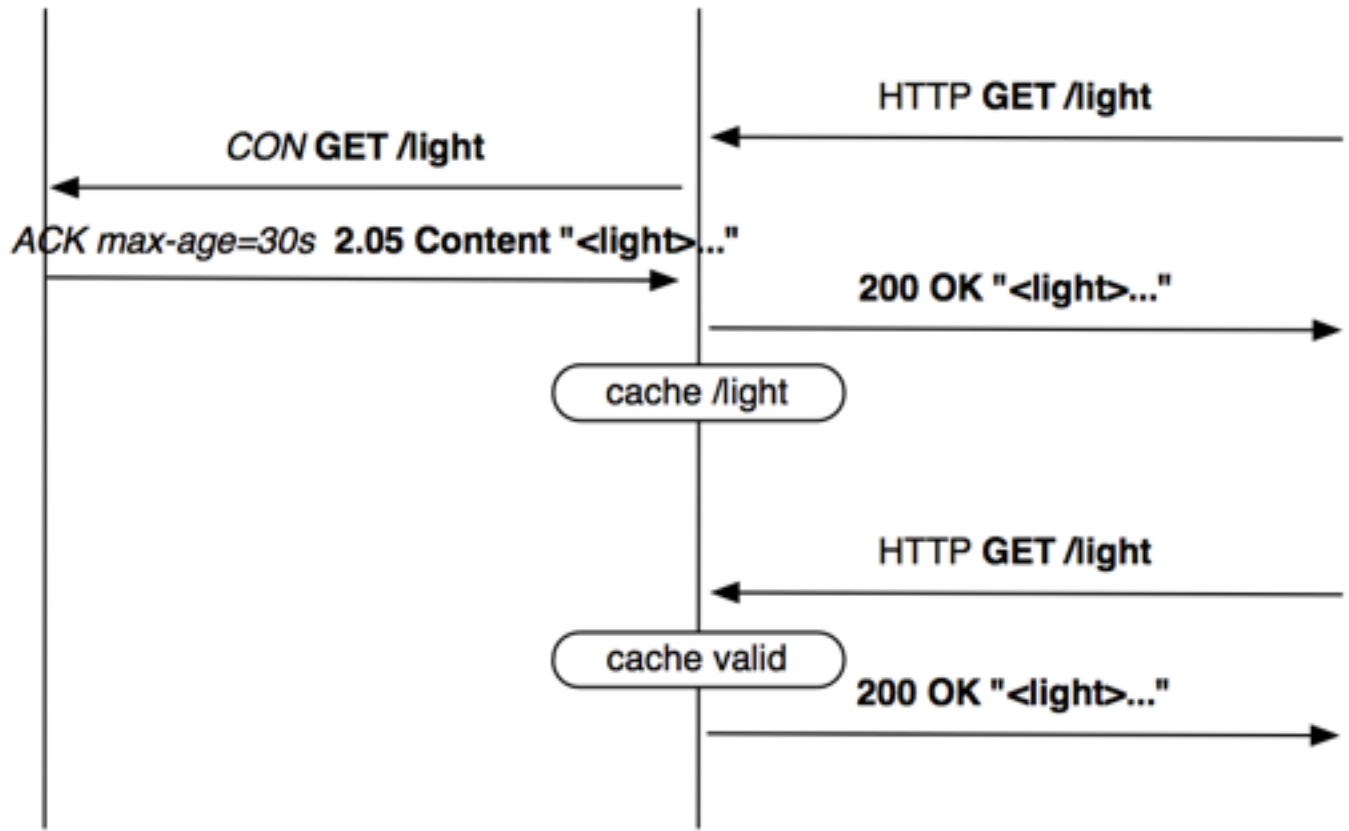 HTTP GET /light
CON GET /light
ACK max-age=30s 2.05 Content "<light>..."
200 OK "<light>..."
cache /light
HTTP GET /light
cache valid
200 OK "<light>..."